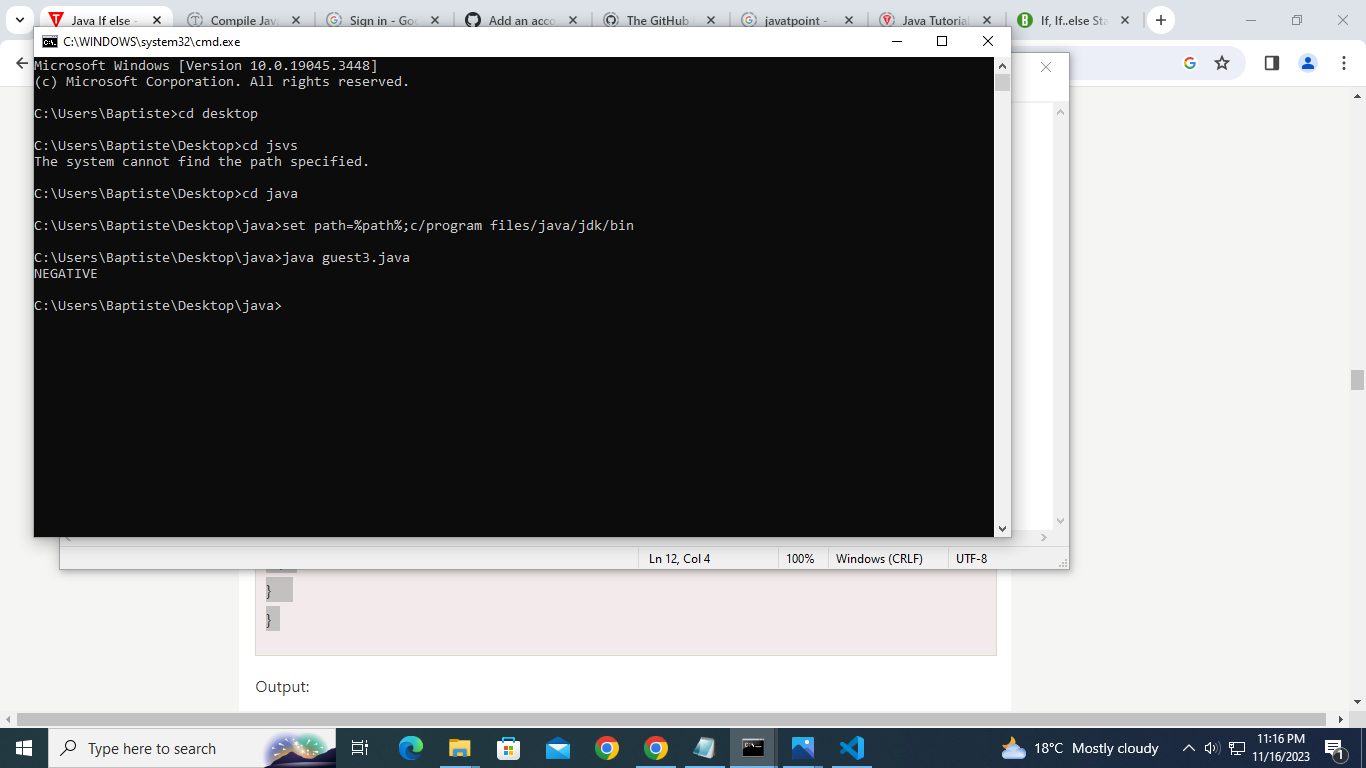 Java If else -
Compile Jav
Sign in - Goo
Add an acco
The GitHub
javatpoint -
Java Tutorial
If, If..else Sta
C:\WINDOWS\system32\cmd.exe
Microsoft Windows [Version 10.0.19045.3448]
(c) Microsoft Corporation. All rights reserved.
C:\Users\Baptiste>cd desktop
C:\Users\Baptiste\Desktop>cd jsvs
The system cannot find the path specified.
C:\Users\Baptiste\Desktop>cd java
C:\Users\Baptiste\Desktop\java>set path=%path%;c/program files/java/jdk/bin
C:\Users\Baptiste\Desktop\java>java guest3.java
NEGATIVE
C:\Users\Baptiste\Desktop\java>
Ln 12, Col 4 100% Windows (CRLF) UTF-8
}
}
Output:
Type here to search
18°C Mostly cloudy
11:16 PM
11/16/2023
1